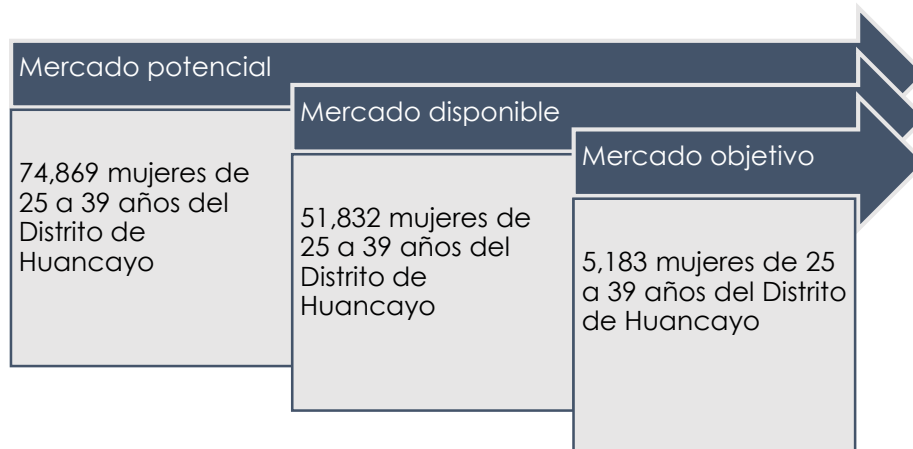 Mercado potencial
74,869 mujeres de
25 a 39 años del
Distrito de
Huancayo
Mercado disponible
51,832 mujeres de
25 a 39 años del
Distrito de
Huancayo
Mercado objetivo
5,183 mujeres de 25
a 39 años del Distrito
de Huancayo